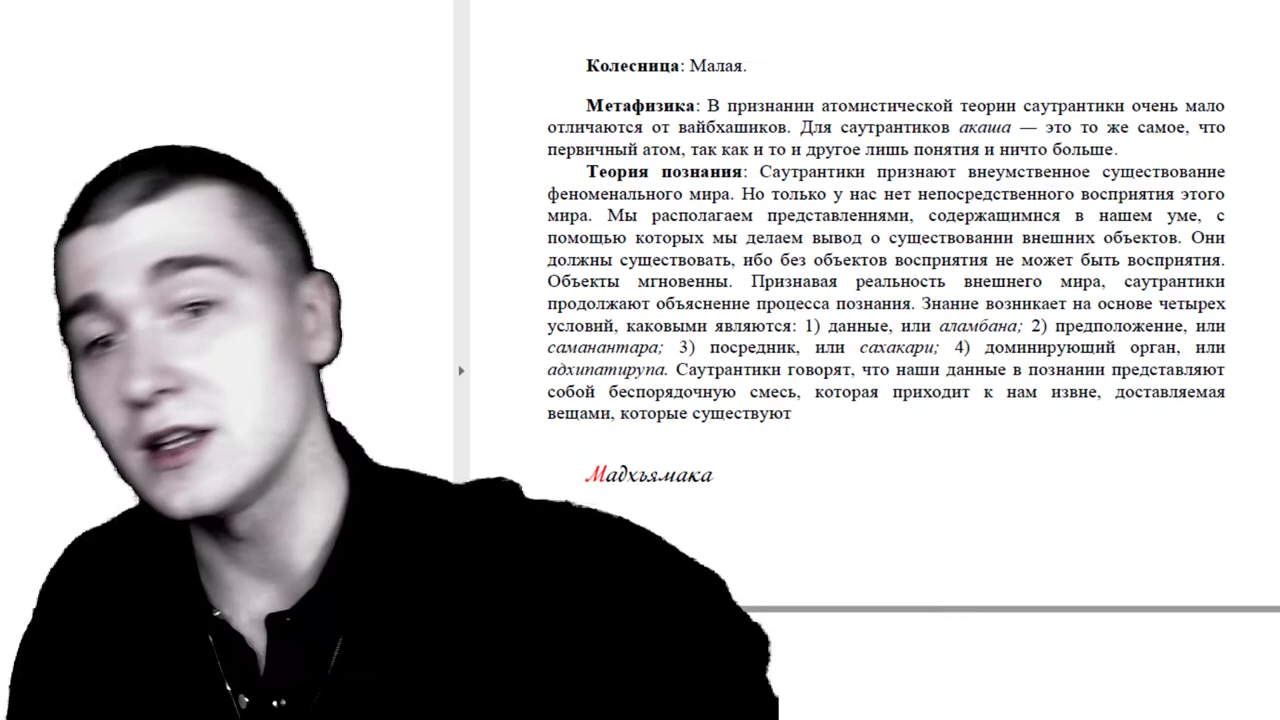 Колесница: Малая.
Метафизика: В признании атомистической теории саутрантики очень мало
отличаются от вайбхашиков. Для саутрантиков акаша — это то же самое, что
первичный атом, так как и то и другое лишь понятия и ничто больше.
Теория познания: Саутрантики признают внеумственное существование
феноменального мира. Но только у нас нет непосредственного восприятия этого
мира. Мы располагаем представлениями, содержащимися в нашем уме, с
помощью которых мы делаем вывод о существовании внешних объектов. Они
должны существовать, ибо без объектов восприятия не может быть восприятия.
Объекты мгновенны. Признавая реальность внешнего мира, саутрантики
продолжают объяснение процесса познания. Знание возникает на основе четырех
условий, каковыми являются: 1) данные, или аламбана; 2) предположение, или
саманантара; 3) посредник, или сахакари; 4) доминирующий орган, или
адхипатирупа. Саутрантики говорят, что наши данные в познании представляют
собой беспорядочную смесь, которая приходит к нам извне, доставляемая
вещами, которые существуют
Мадхъямака